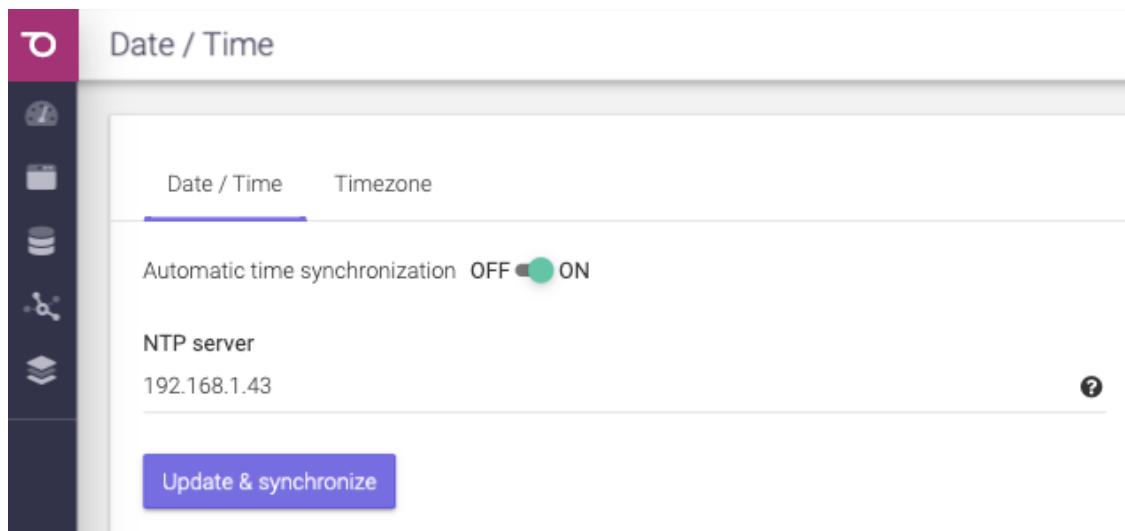 Date / Time
Date / Time Timezone
Automatic time synchronization OFF ON
NTP server
192.168.1.43
Update & synchronize